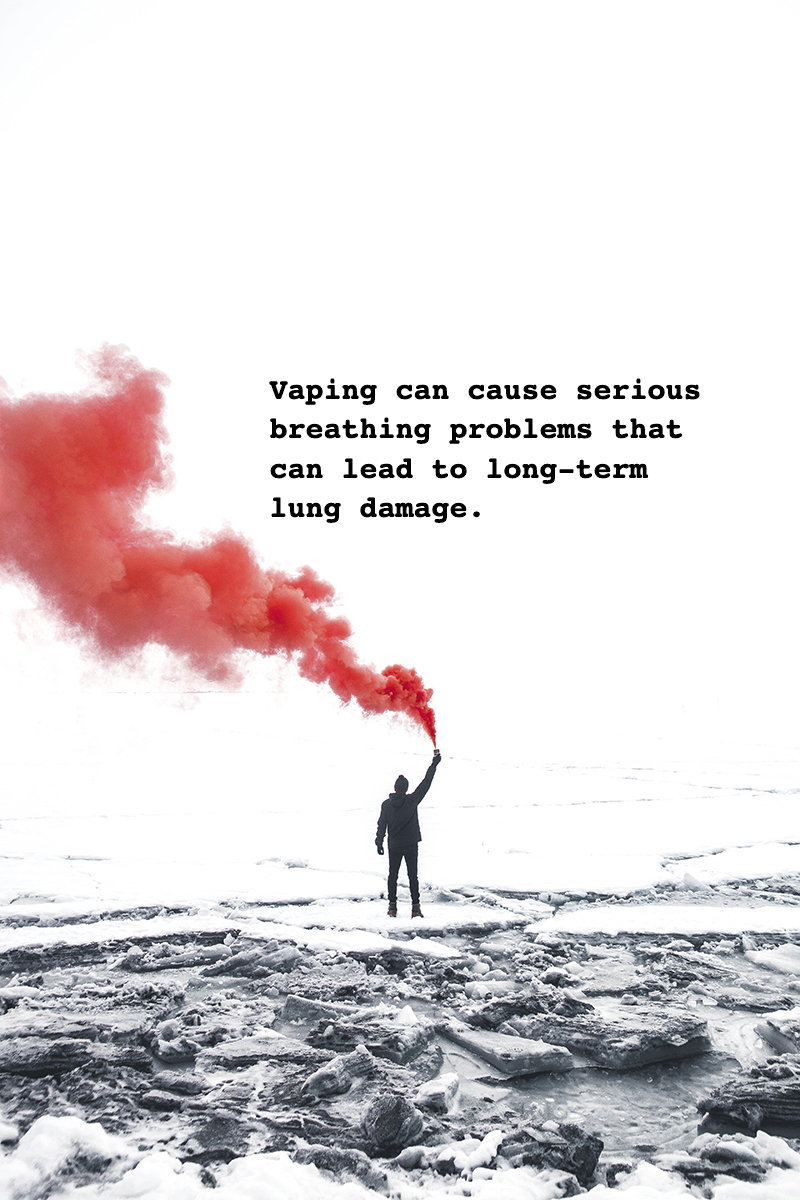 Vaping can cause serious
breathing problems that
can lead to long-term
lung damage.